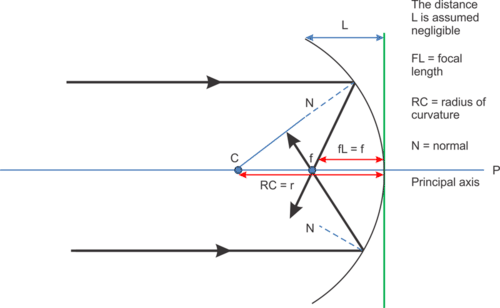 The distance
L is assumed
negligible
L
FL = focal
length
N
RC = radius of
curvature
N = normal
fL = f
C
f
P
RC = r
Principal axis
N